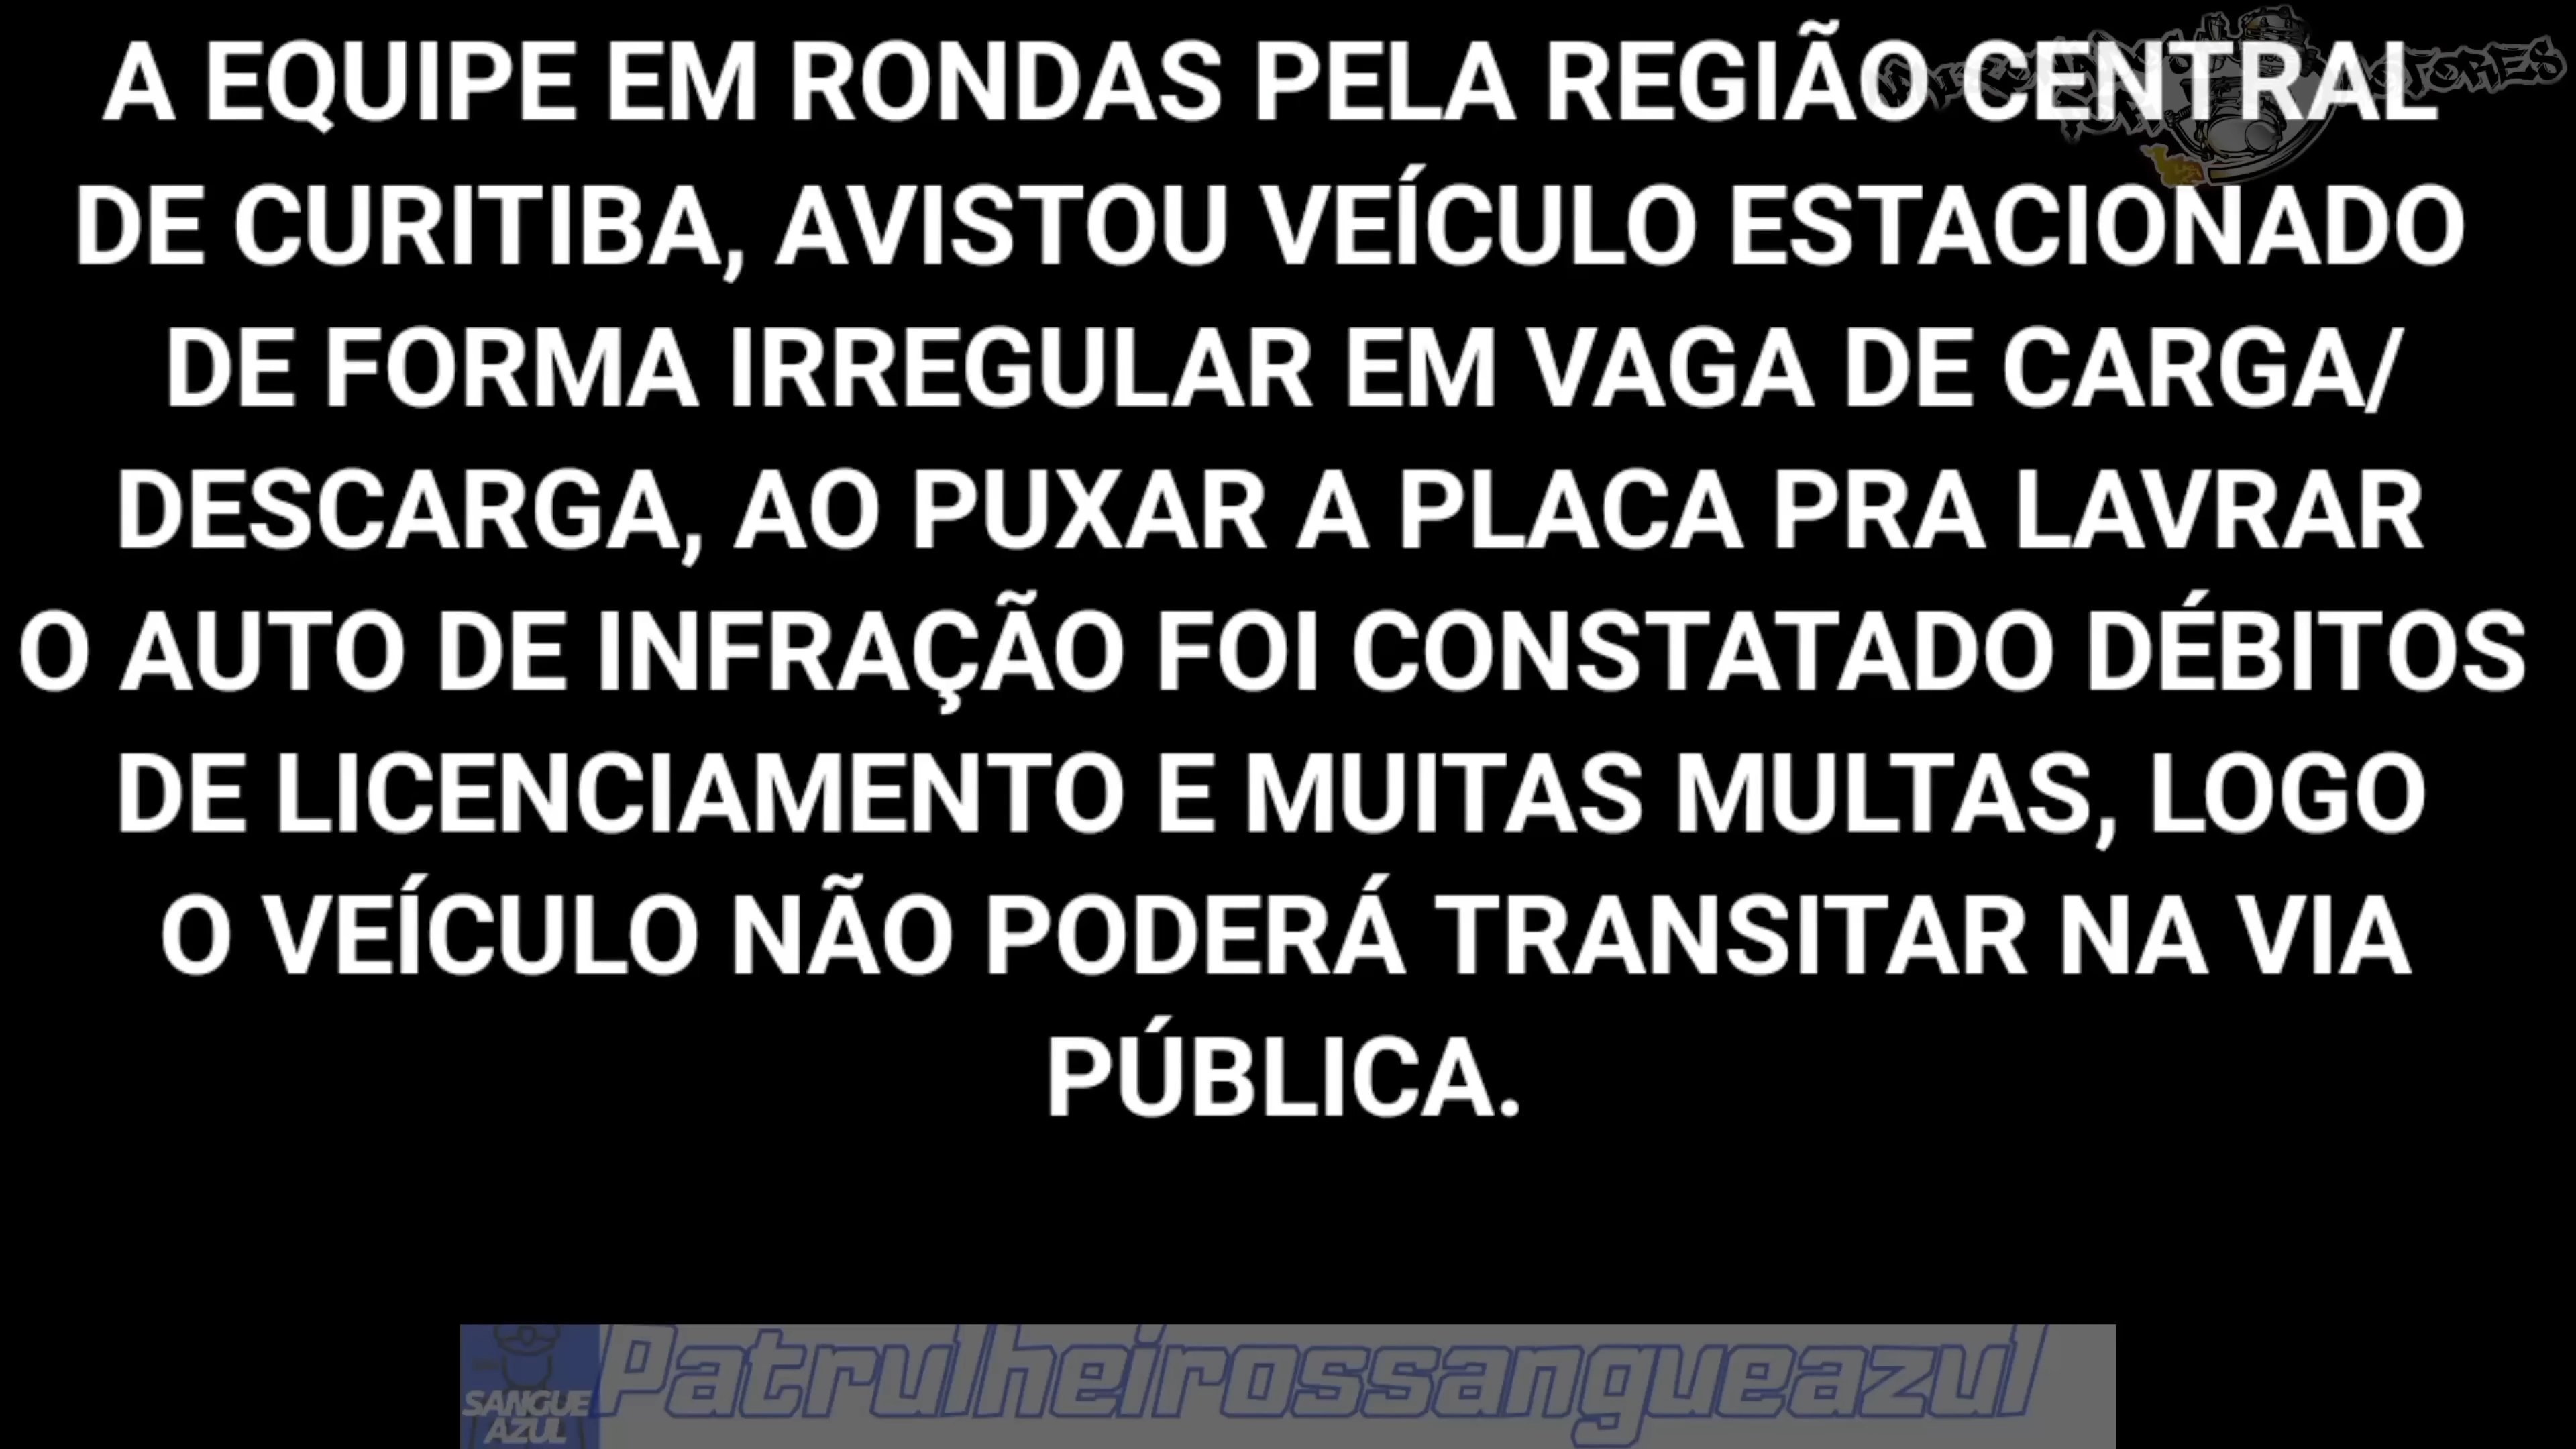 A EQUIPE EM RONDAS PELA REGIÃO CENTRAL
DE CURITIBA, AVISTOU VEÍCULO ESTACIONADO
DE FORMA IRREGULAR EM VAGA DE CARGA/
DESCARGA, AO PUXAR A PLACA PRA LAVRAR
O AUTO DE INFRAÇÃO FOI CONSTATADO DÉBITOS
DE LICENCIAMENTO E MUITAS MULTAS, LOGO
O VEÍCULO NÃO PODERÁ TRANSITAR NA VIA
PÚBLICA.
SANGUE
AZUL
Patrulheirossangueazul